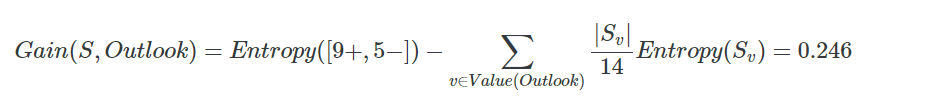 Gain(S, Outlook) = Entropy([9+, 5−]) − ∑_{v∈Value(Outlook)} |S_v|/14 Entropy(S_v) = 0.246